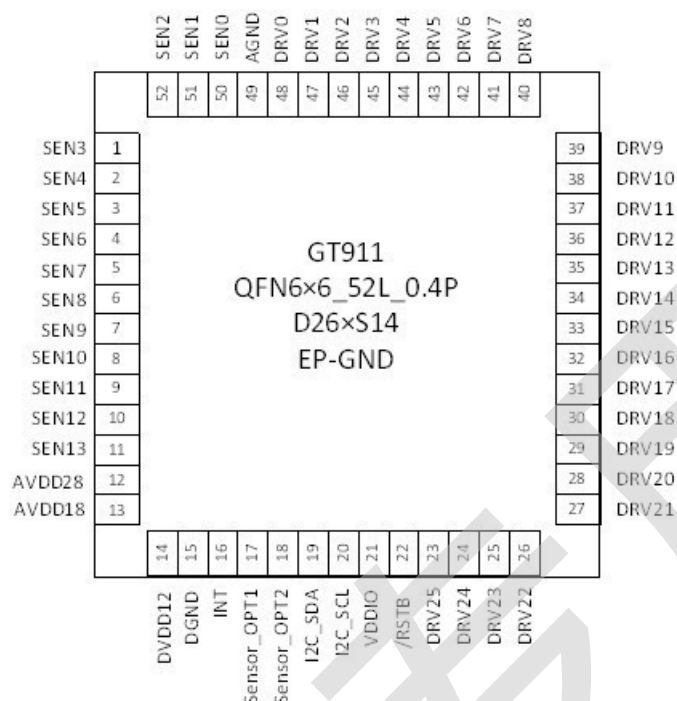 SEN2 SEN1 SEN0 AGND DRV0 DRV1 DRV2 DRV3 DRV4 DRV5 DRV6 DRV7 DRV8
52 51 50 49 48 47 46 45 44 43 42 41 40
SEN3 1 39 DRV9
SEN4 2 38 DRV10
SEN5 3 37 DRV11
SEN6 4 36 DRV12
SEN7 5 35 DRV13
SEN8 6 34 DRV14
SEN9 7 33 DRV15
SEN10 8 32 DRV16
SEN11 9 31 DRV17
SEN12 10 30 DRV18
SEN13 11 29 DRV19
AVDD28 12 28 DRV20
AVDD18 13 27 DRV21
GT911
QFN6×6_52L_0.4P
D26×S14
EP-GND
14 15 16 17 18 19 20 21 22 23 24 25 26
DVDD12 DGND INT Sensor_OPT1 Sensor_OPT2 I2C_SDA I2C_SCL VDDIO /RSTB DRV25 DRV24 DRV23 DRV22